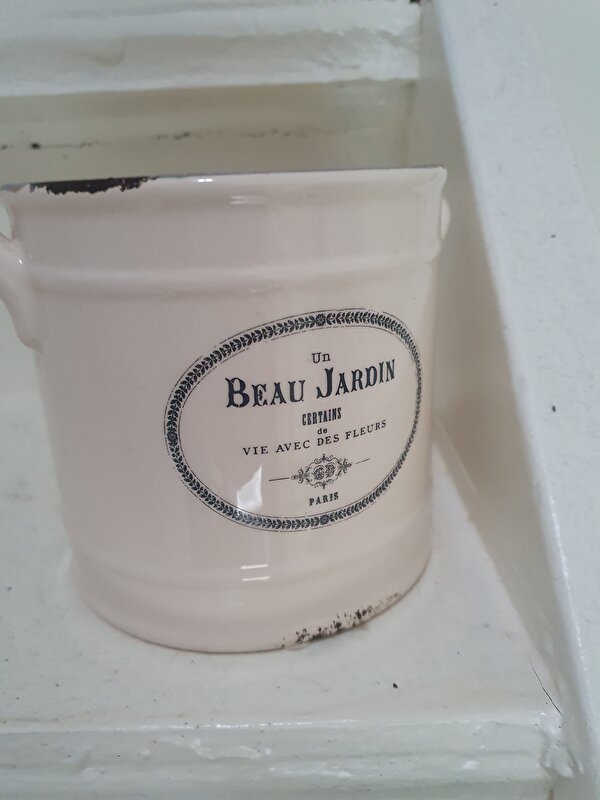 Un
BEAU JARDIN
CERTAINS
de
VIE AVEC DES FLEURS
PARIS